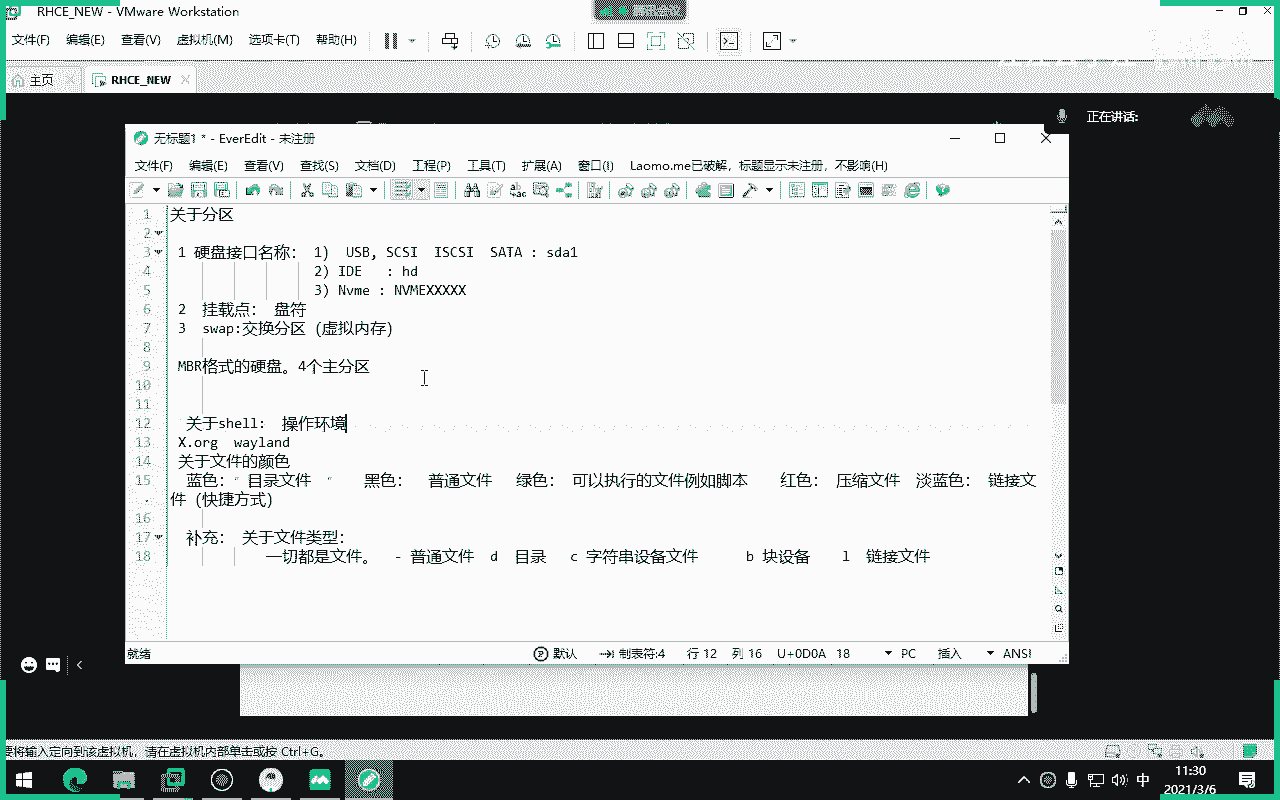 RHCE_NEW - VMware Workstation
文件(F) 编辑(E) 查看(V) 虚拟机(M) 选项卡(T) 帮助(H)
主页 RHCE_NEW
正在讲话:
无标题1 * - EverEdit - 未注册
文件(F) 编辑(E) 查看(V) 查找(S) 文档(D) 工程(P) 工具(T) 扩展(A) 窗口(I) Laomo.me已破解，标题显示未注册，不影响(H)
1 关于分区
2
3 1 硬盘接口名称: 1) USB, SCSI ISCSI SATA : sda1
4 2) IDE : hd
5 3) Nvme : NVMEXXXXX
6 2 挂载点: 盘符
7 3 swap:交换分区 (虚拟内存)
8
9 MBR格式的硬盘。4个主分区
10
11
12 关于shell: 操作环境
13 X.org wayland
14 关于文件的颜色
15 蓝色:" 目录文件 " 黑色: 普通文件 绿色: 可以执行的文件例如脚本 红色: 压缩文件 淡蓝色: 链接文
件 (快捷方式)
16
17 补充: 关于文件类型:
18 一切都是文件。 - 普通文件 d 目录 c 字符串设备文件 b 块设备 l 链接文件
就绪 默认 制表符:4 行 12 列 16 U+0D0A 18 PC 插入 ANSI
要将输入定向到该虚拟机，请在虚拟机内部单击或按 Ctrl+G。
中 11:30
2021/3/6